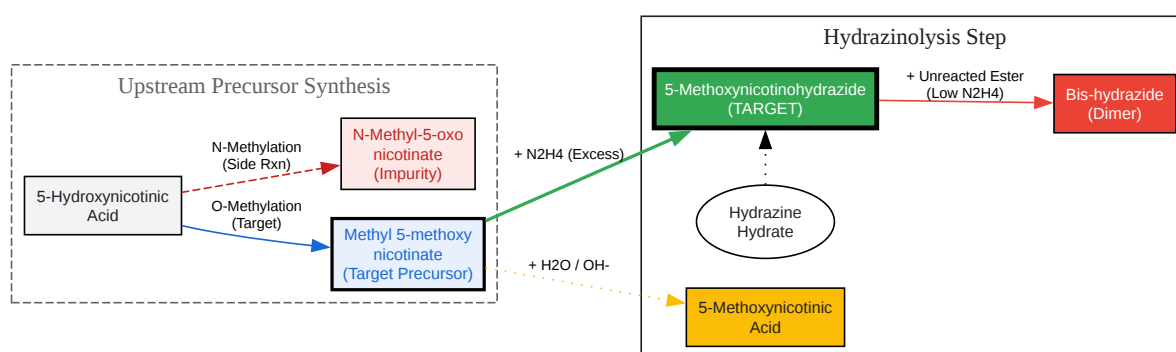 Upstream Precursor Synthesis
5-Hydroxynicotinic
Acid
N-Methylation
(Side Rxn)
O-Methylation
(Target)
N-Methyl-5-oxo
nicotinate
(Impurity)
Methyl 5-methoxy
nicotinate
(Target Precursor)
+ N2H4 (Excess)
+ H2O / OH-
Hydrazinolysis Step
5-Methoxynicotinohydrazide
(TARGET)
+ Unreacted Ester
(Low N2H4)
Bis-hydrazide
(Dimer)
Hydrazine
Hydrate
5-Methoxynicotinic
Acid